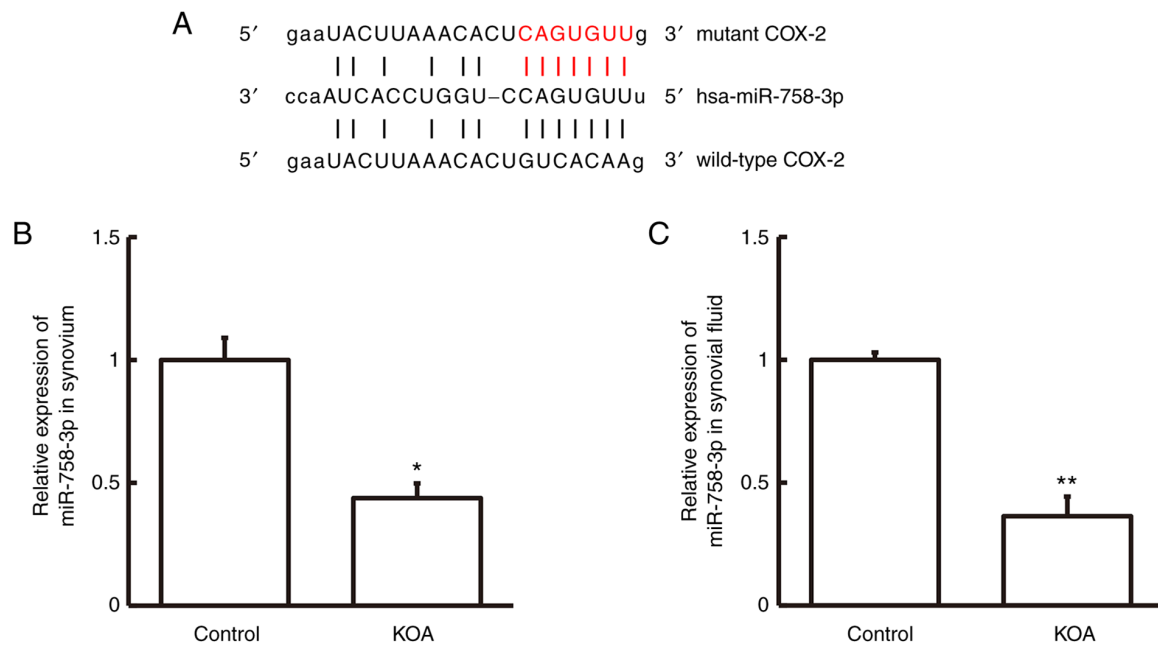 A
5′ gaaUACUUAAACACUCAGUGUUg 3′ mutant COX-2
3′ ccaAUCACCUGGU–CCAGUGUUu 5′ hsa-miR-758-3p
5′ gaaUACUUAAACACUGUCACAAg 3′ wild-type COX-2
B
Relative expression of
miR-758-3p in synovium
1.5
1
0.5
0
*
Control KOA
C
Relative expression of
miR-758-3p in synovial fluid
1.5
1
0.5
0
**
Control KOA